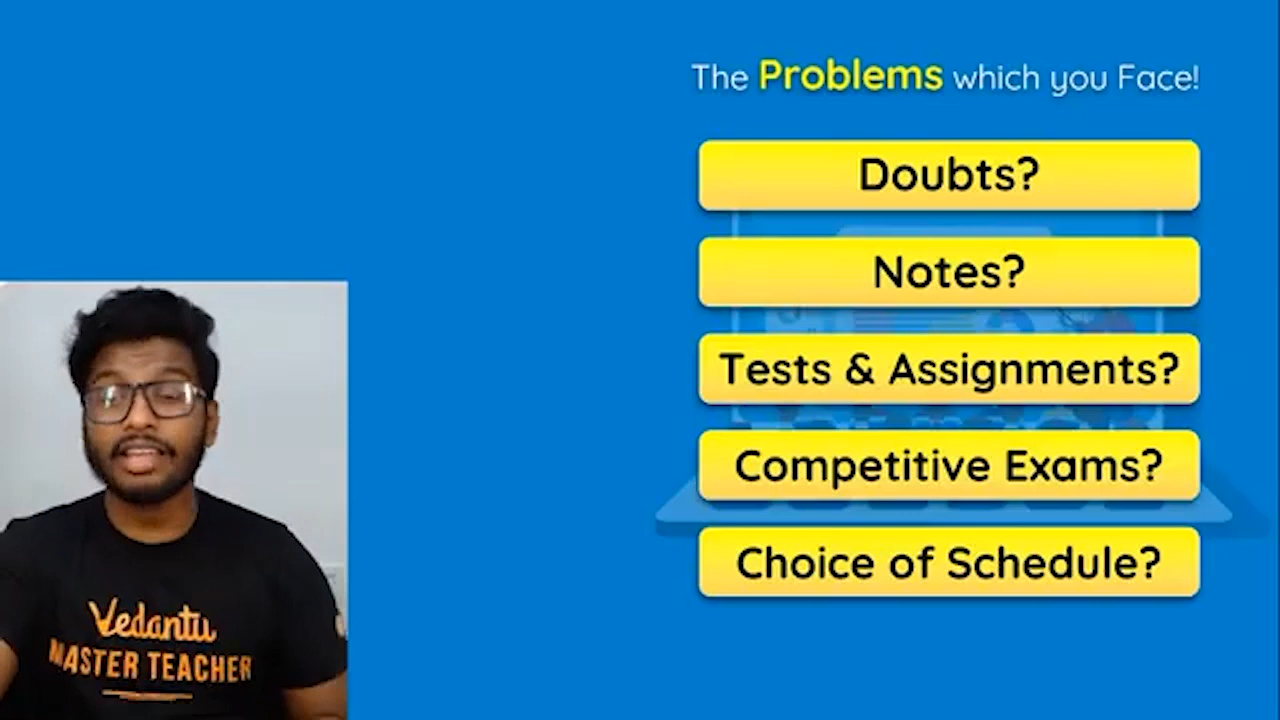 The Problems which you Face!
Doubts?
Notes?
Tests & Assignments?
Competitive Exams?
Choice of Schedule?
Vedantu
MASTER TEACHER